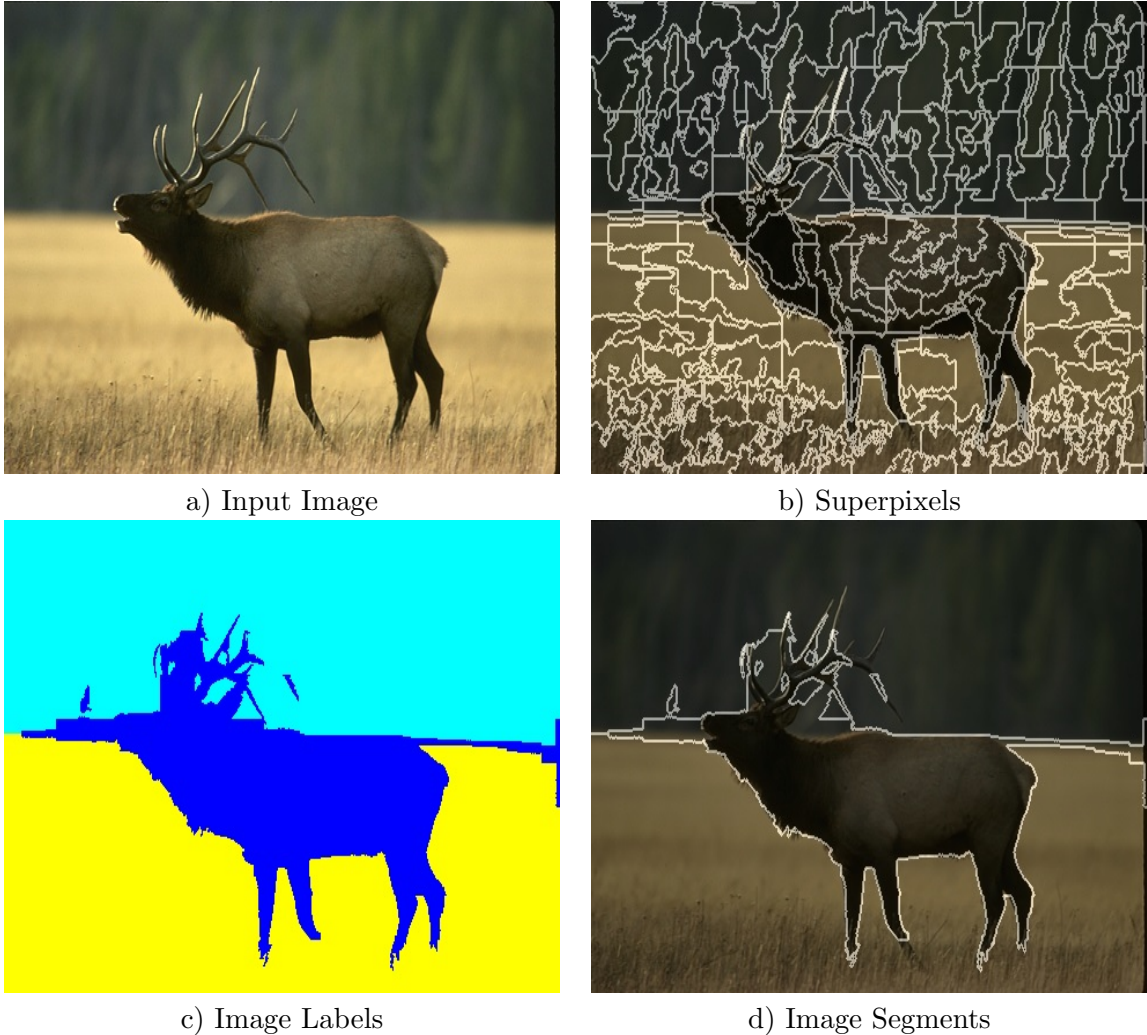 a) Input Image
b) Superpixels
c) Image Labels
d) Image Segments